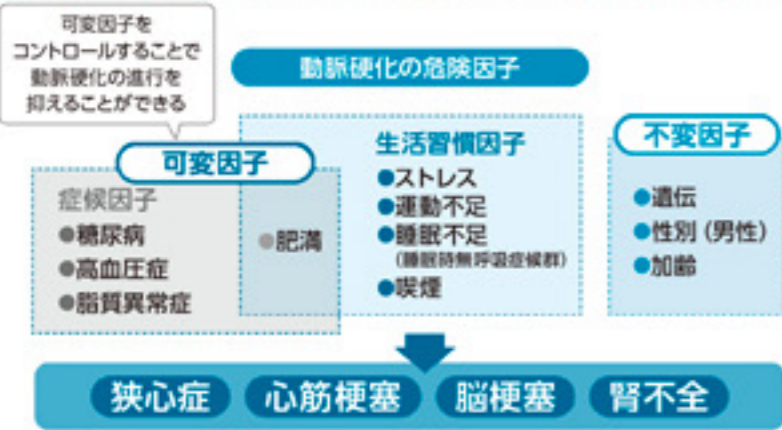 可変因子を
コントロールすることで
動脈硬化の進行を
抑えることができる
動脈硬化の危険因子
可変因子
症候因子
●糖尿病
●高血圧症
●脂質異常症
●肥満
生活習慣因子
●ストレス
●運動不足
●睡眠不足
(睡眠時無呼吸症候群)
●喫煙
不変因子
●遺伝
●性別(男性)
●加齢
狭心症 心筋梗塞 脳梗塞 腎不全